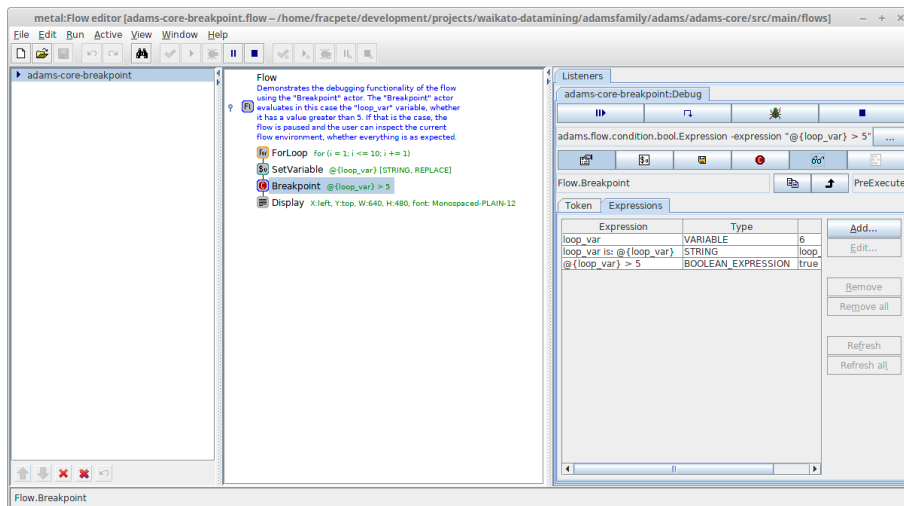 metal:Flow editor [adams-core-breakpoint.flow -- /home/fracpete/development/projects/waikato-datamining/adamsfamily/adams/adams-core/src/main/flows]
File Edit Run Active View Window Help
adams-core-breakpoint
Flow
Demonstrates the debugging functionality of the flow
using the "Breakpoint" actor. The "Breakpoint" actor
evaluates in this case the "loop_var" variable, whether
it has a value greater than 5. If that is the case, the
flow is paused and the user can inspect the current
flow environment, whether everything is as expected.
ForLoop for (i = 1; i <= 10; i += 1)
SetVariable @{loop_var} [STRING, REPLACE]
Breakpoint @{loop_var} > 5
Display X:left, Y:top, W:640, H:480, font: Monospaced-PLAIN-12
Listeners
adams-core-breakpoint:Debug
adams.flow.condition.bool.Expression -expression "@{loop_var} > 5" ...
Flow.Breakpoint PreExecute
Token Expressions
Expression Type
loop_var VARIABLE 6
loop_var is: @{loop_var} STRING loop_
@{loop_var} > 5 BOOLEAN_EXPRESSION true
Add...
Edit...
Remove
Remove all
Refresh
Refresh all
Flow.Breakpoint